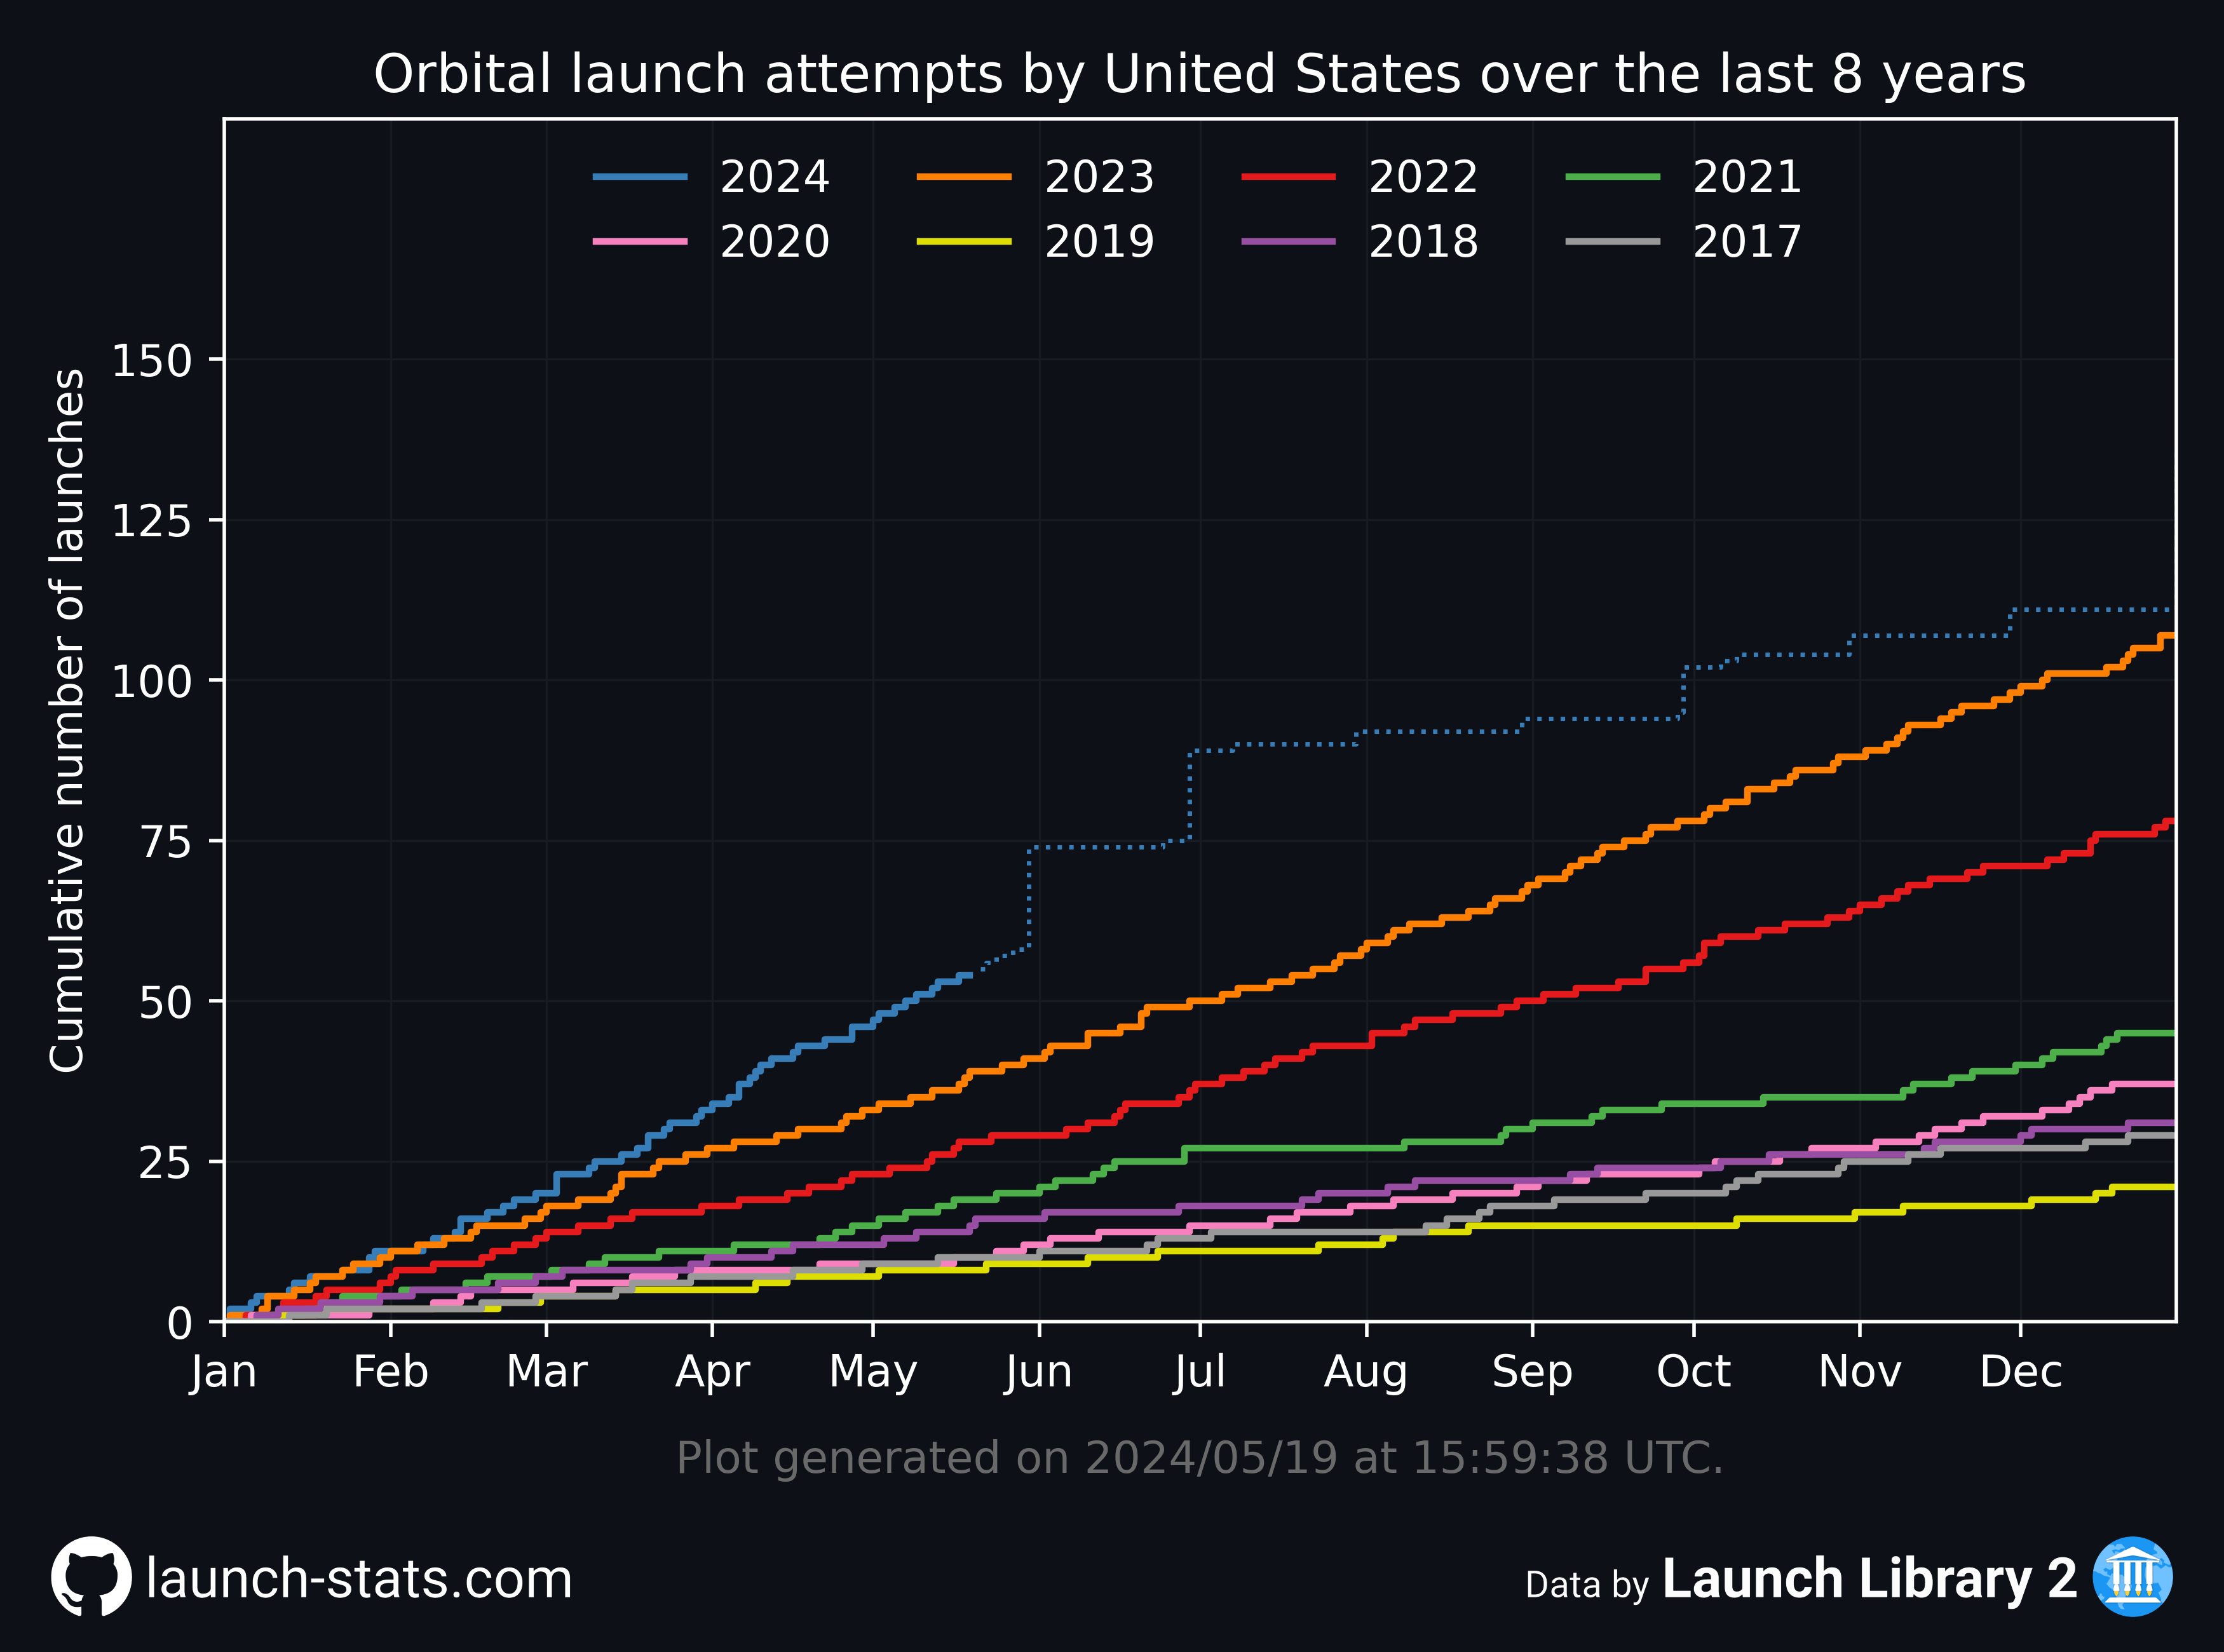 Orbital launch attempts by United States over the last 8 years
2024 2023 2022 2021
2020 2019 2018 2017
Cumulative number of launches
150
125
100
75
50
25
0
Jan Feb Mar Apr May Jun Jul Aug Sep Oct Nov Dec
Plot generated on 2024/05/19 at 15:59:38 UTC.
launch-stats.com
Data by Launch Library 2